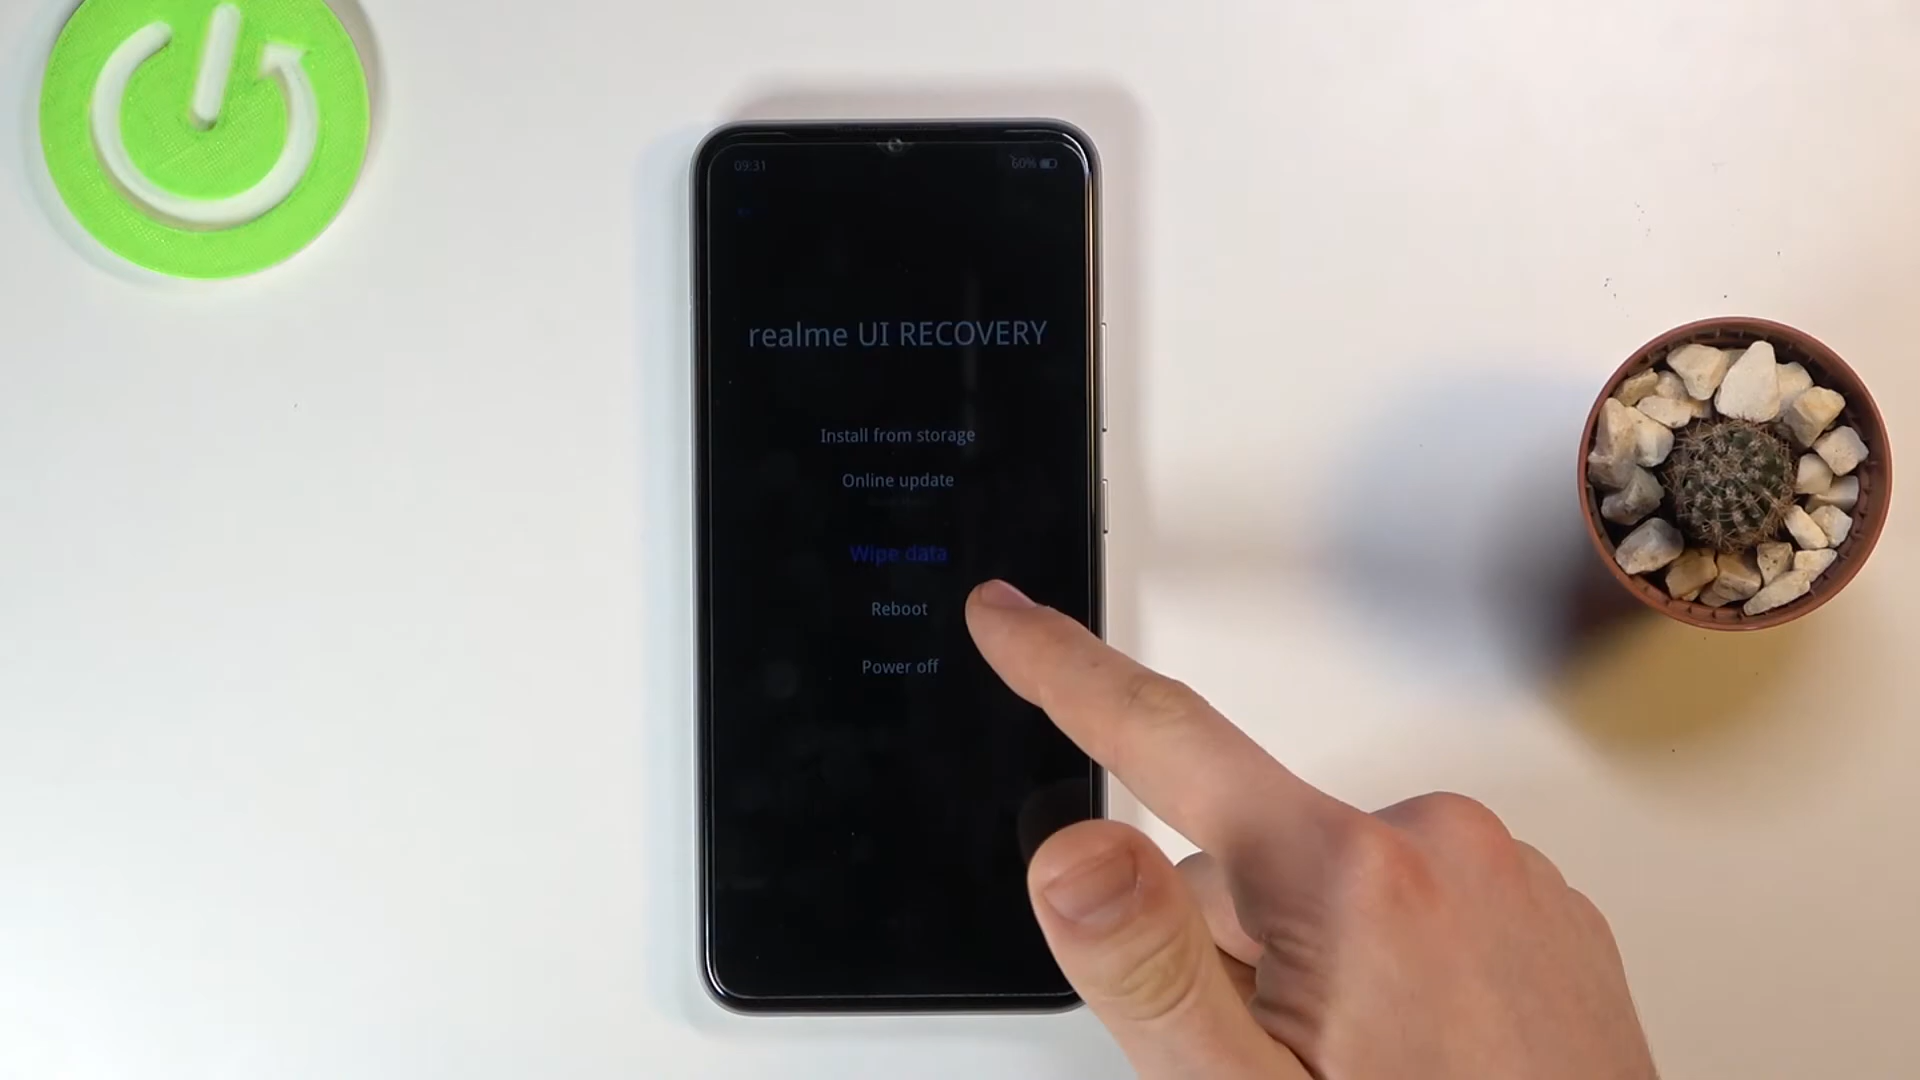 09:31
60%
realme UI RECOVERY
Install from storage
Online update
Wipe data
Reboot
Power off